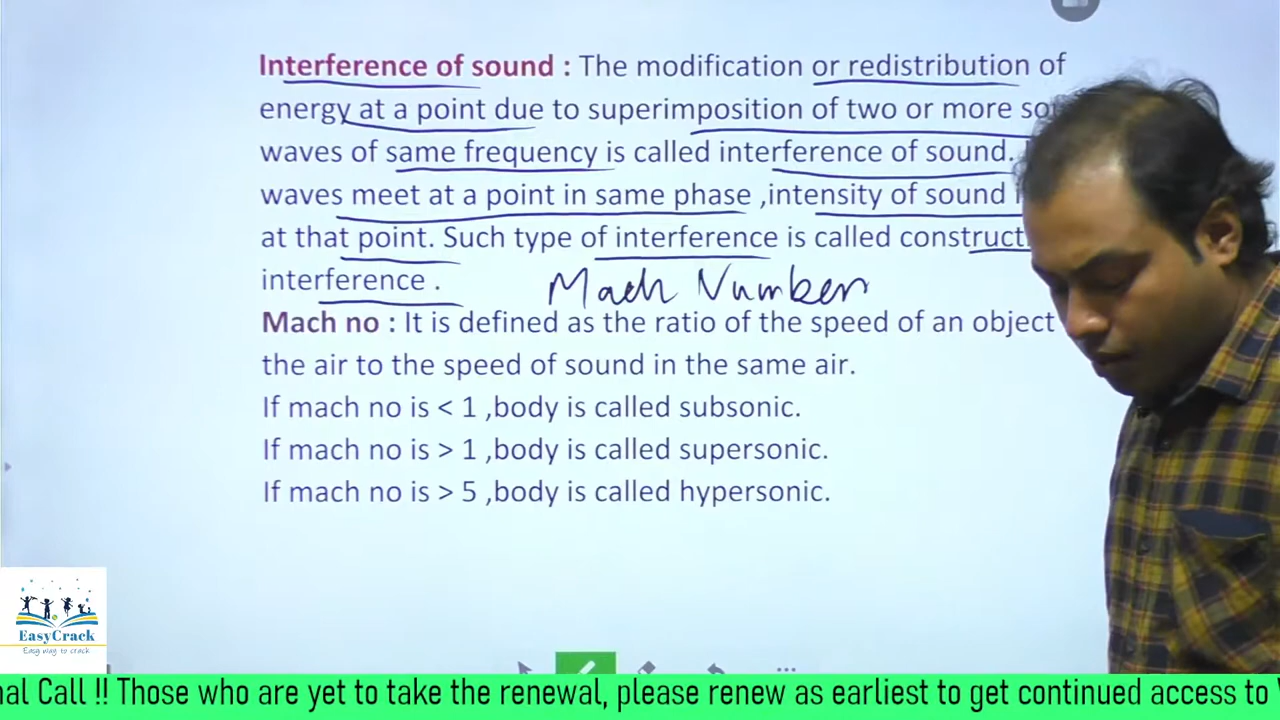 Interference of sound : The modification or redistribution of
energy at a point due to superimposition of two or more
waves of same frequency is called interference of sound.
waves meet at a point in same phase ,intensity of sound
at that point. Such type of interference is called
interference .
Mach Number
Mach no : It is defined as the ratio of the speed of an object
the air to the speed of sound in the same air.
If mach no is < 1 ,body is called subsonic.
If mach no is > 1 ,body is called supersonic.
If mach no is > 5 ,body is called hypersonic.
EasyCrack
Easy way to crack
Call !! Those who are yet to take the renewal, please renew as earliest to get continued access to